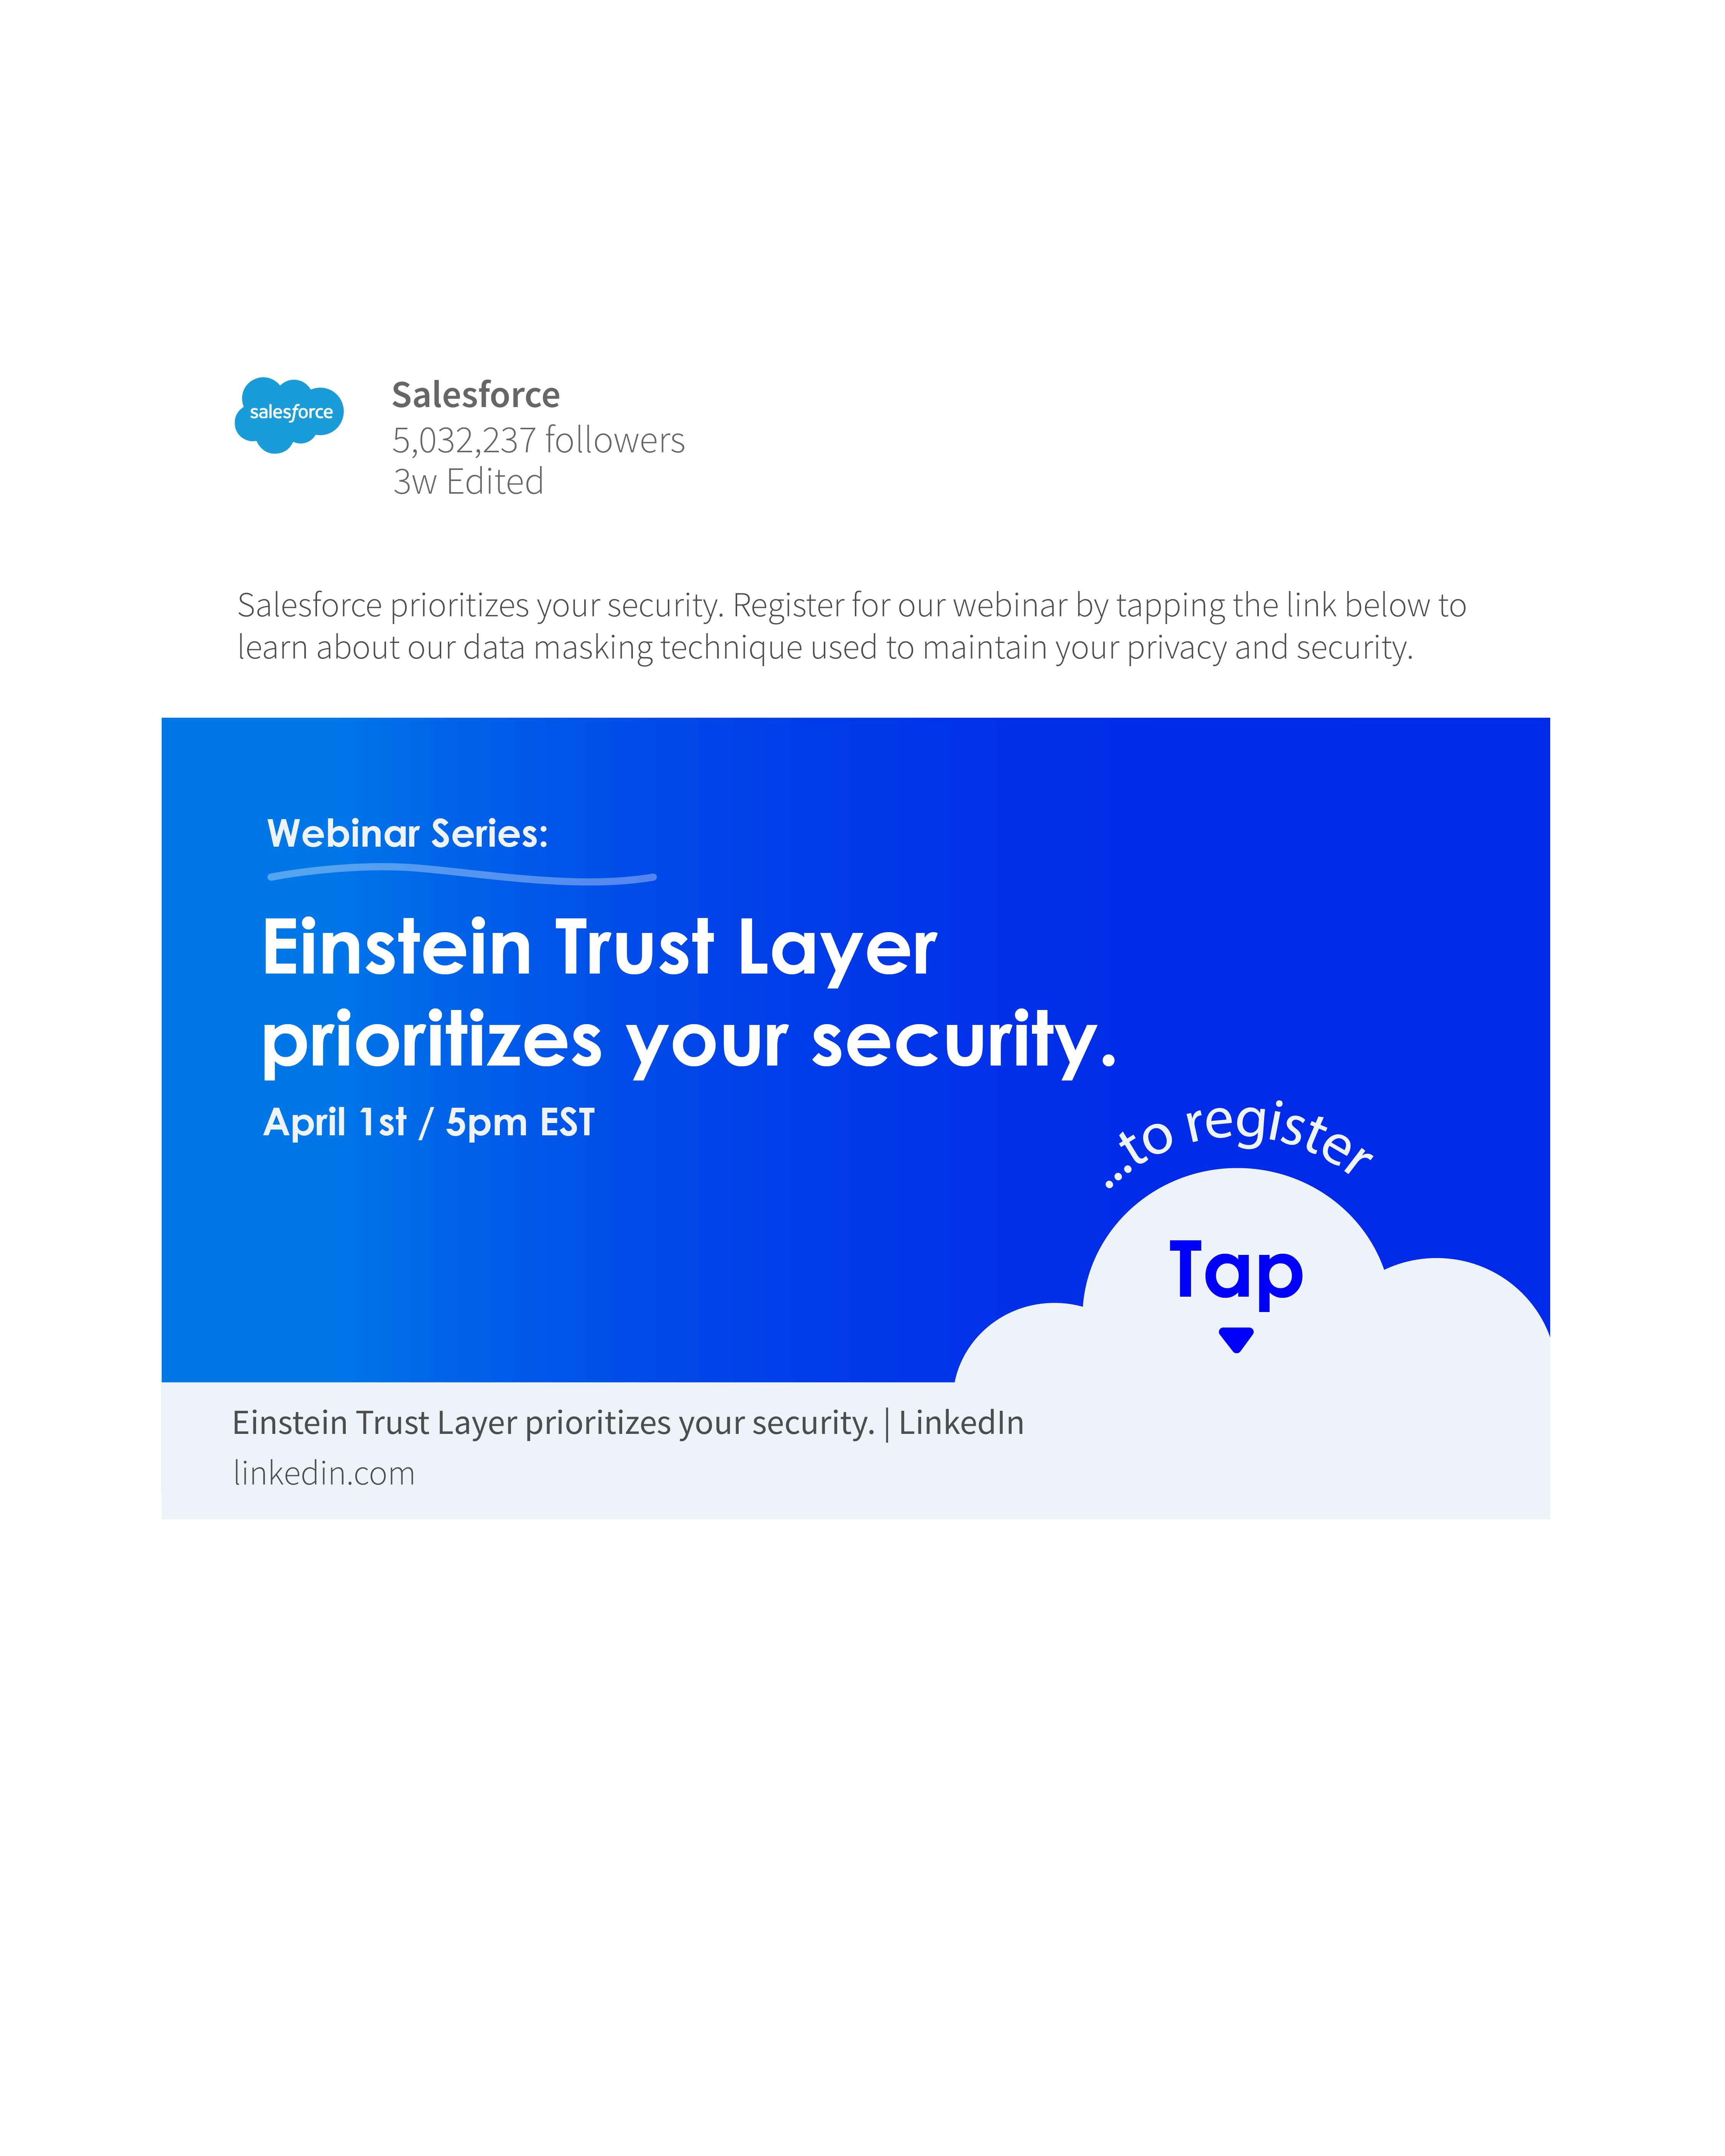 salesforce
Salesforce
5,032,237 followers
3w Edited
Salesforce prioritizes your security. Register for our webinar by tapping the link below to
learn about our data masking technique used to maintain your privacy and security.
Webinar Series:
Einstein Trust Layer
prioritizes your security.
April 1st / 5pm EST
...to register
Tap
Einstein Trust Layer prioritizes your security. | LinkedIn
linkedin.com